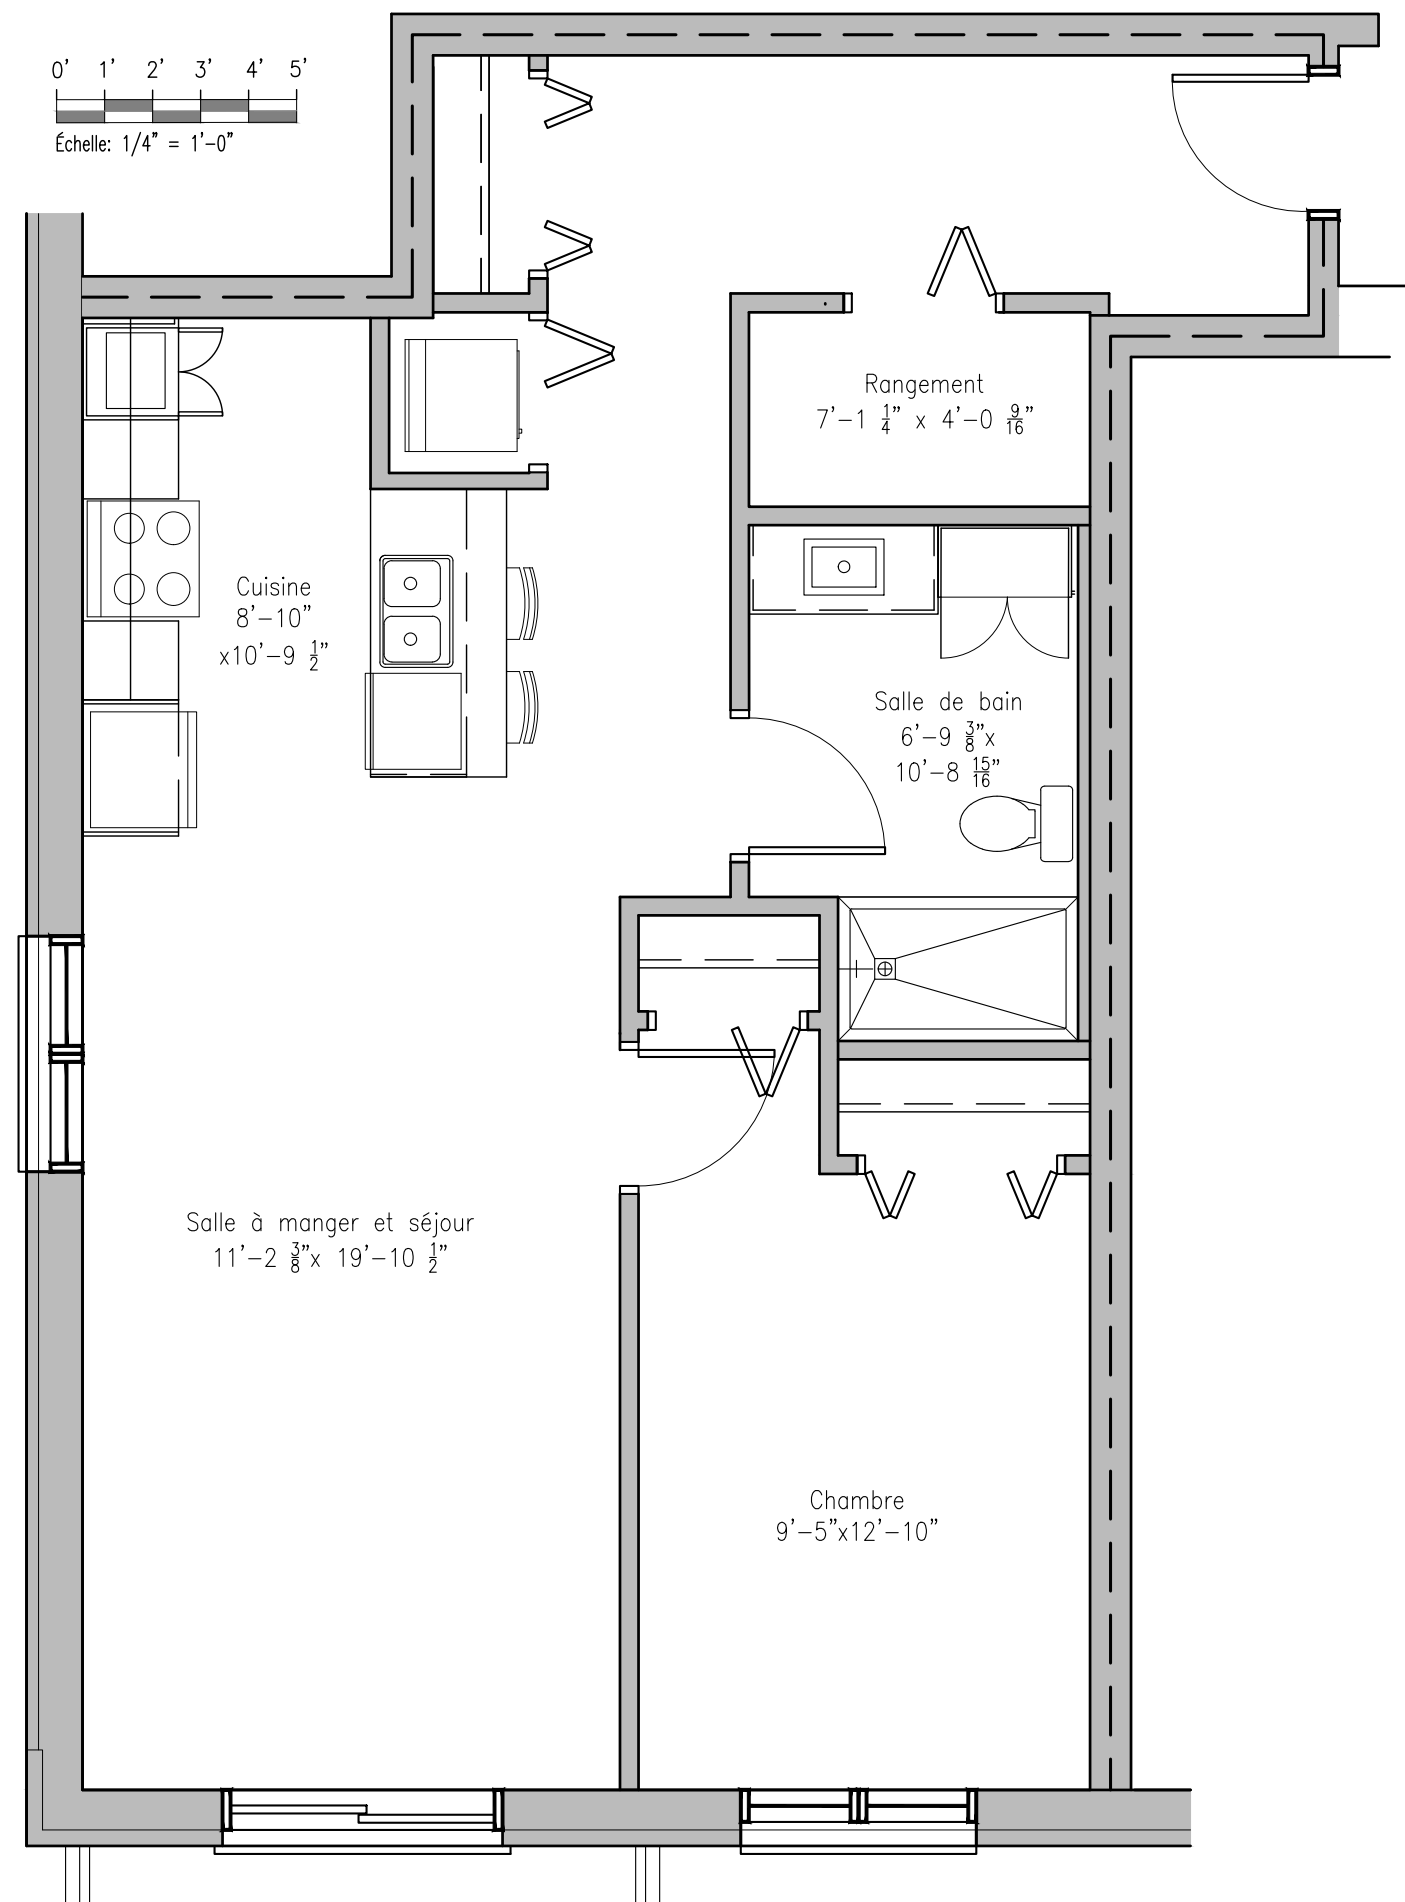 0' 1' 2' 3' 4' 5'
Échelle: 1/4" = 1'-0"
Rangement
7'-1 1/4" x 4'-0 9/16"
Cuisine
8'-10"
x10'-9 1/2"
Salle de bain
6'-9 3/8"x
10'-8 15/16"
Salle à manger et séjour
11'-2 3/8"x 19'-10 1/2"
Chambre
9'-5"x12'-10"